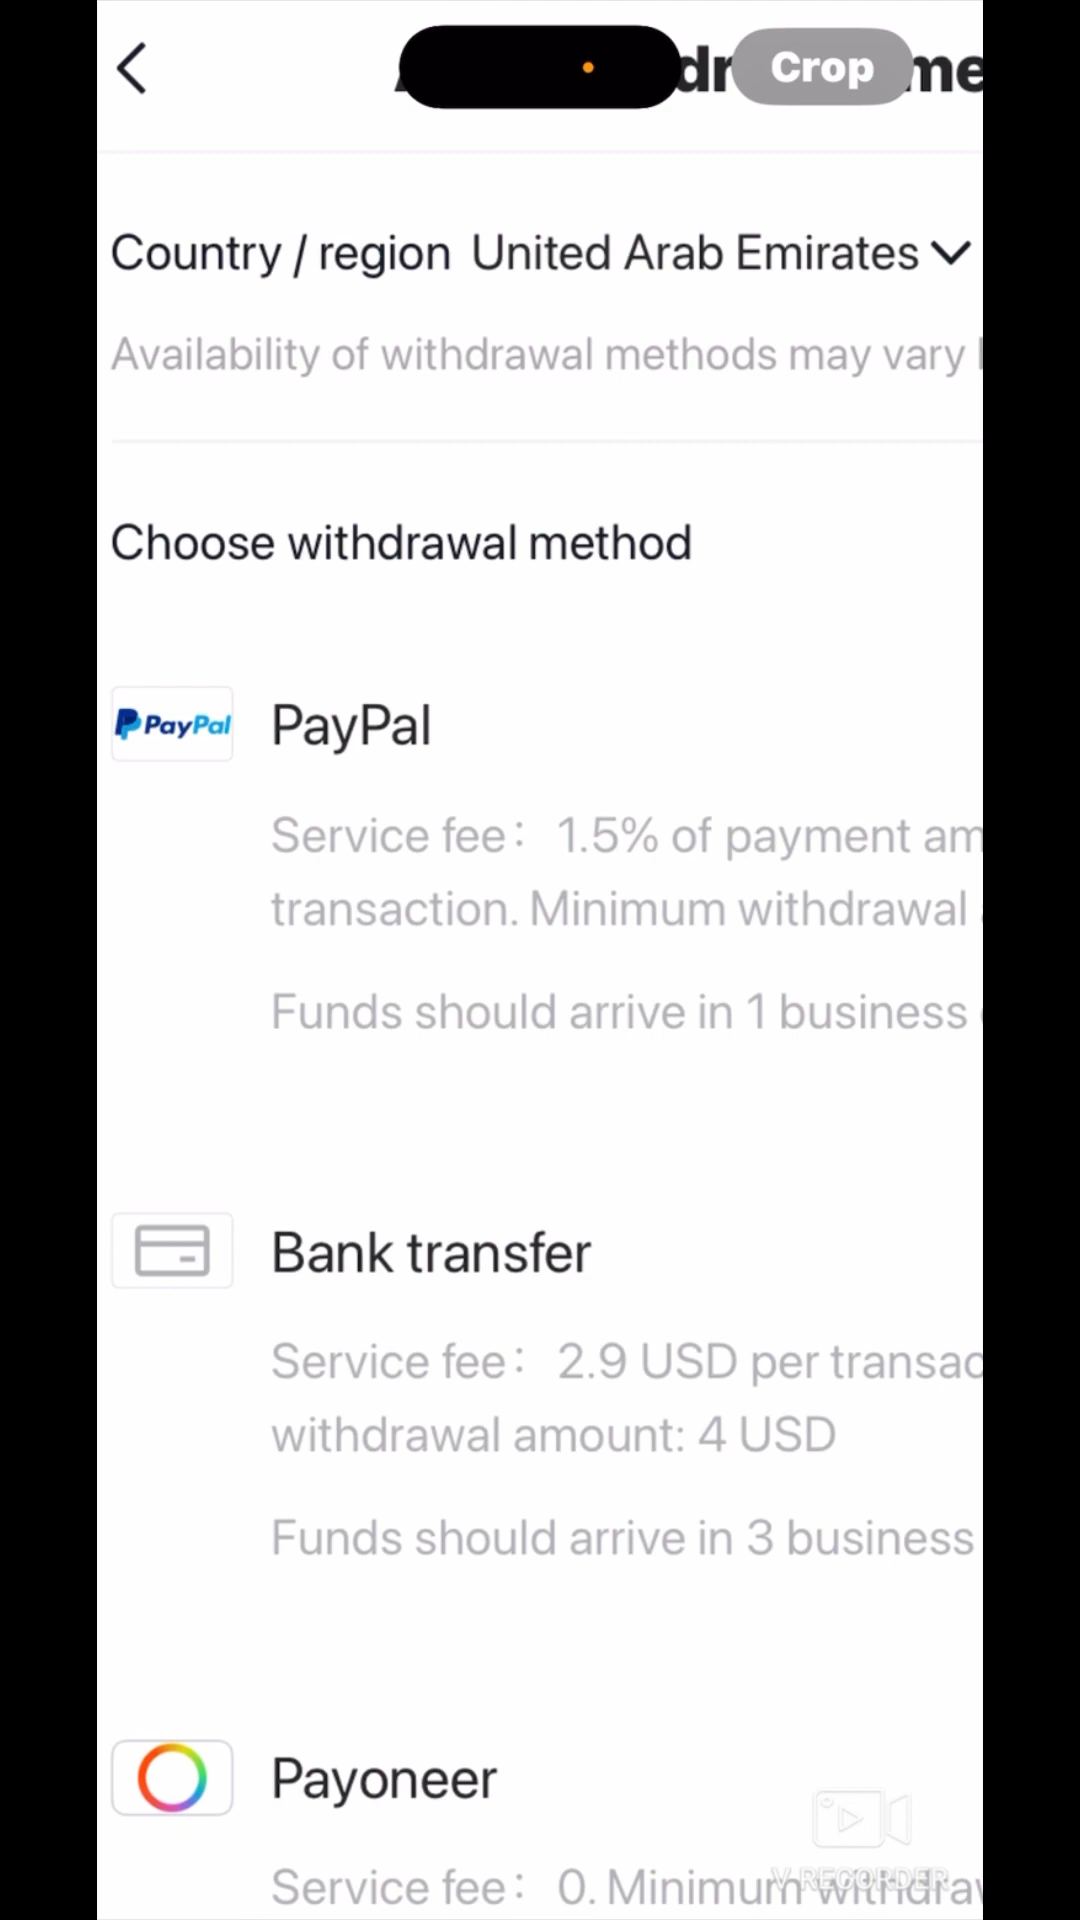 Crop
Country / region United Arab Emirates
Availability of withdrawal methods may vary
Choose withdrawal method
PayPal PayPal
Service fee: 1.5% of payment am
transaction. Minimum withdrawal
Funds should arrive in 1 business
Bank transfer
Service fee: 2.9 USD per transac
withdrawal amount: 4 USD
Funds should arrive in 3 business
Payoneer
V RECORDER
Service fee: 0. Minimum withdraw